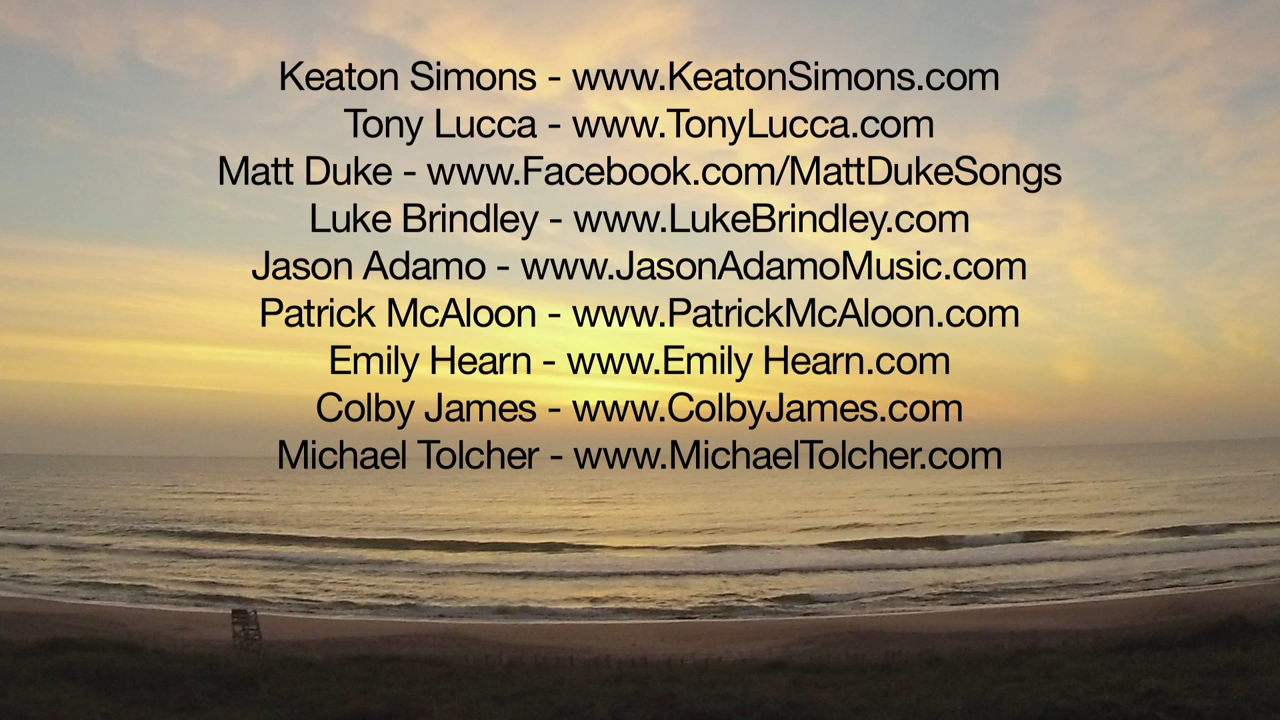 Keaton Simons - www.KeatonSimons.com
Tony Lucca - www.TonyLucca.com
Matt Duke - www.Facebook.com/MattDukeSongs
Luke Brindley - www.LukeBrindley.com
Jason Adamo - www.JasonAdamoMusic.com
Patrick McAloon - www.PatrickMcAloon.com
Emily Hearn - www.Emily Hearn.com
Colby James - www.ColbyJames.com
Michael Tolcher - www.MichaelTolcher.com